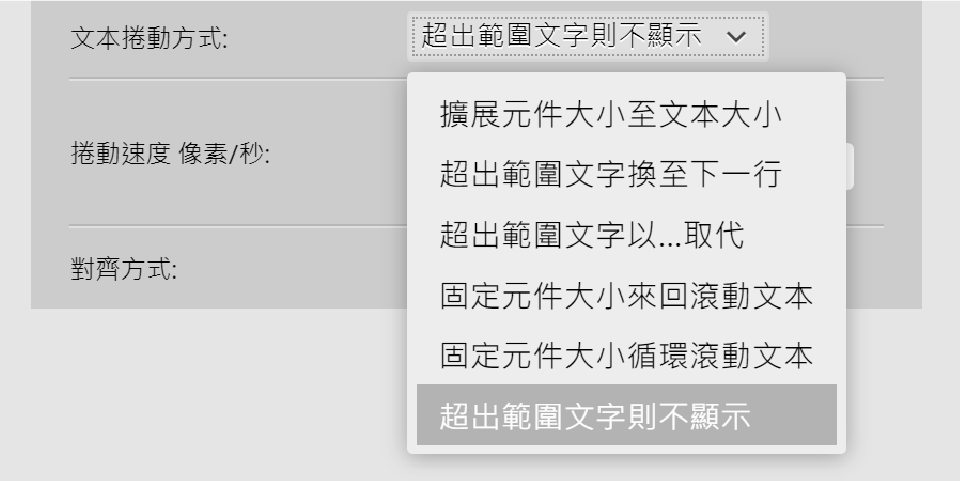 文本捲動方式:
超出範圍文字則不顯示
擴展元件大小至文本大小
超出範圍文字換至下一行
捲動速度 像素/秒:
超出範圍文字以...取代
對齊方式:
固定元件大小來回滾動文本
固定元件大小循環滾動文本
超出範圍文字則不顯示